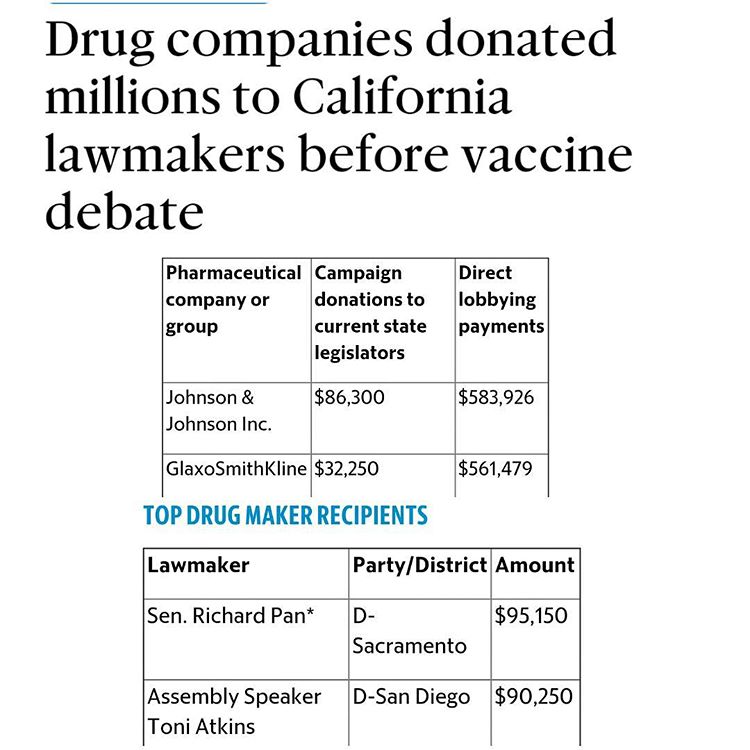 Drug companies donated
millions to California
lawmakers before vaccine
debate
Pharmaceutical company or group | Campaign donations to current state legislators | Direct lobbying payments
Johnson & Johnson Inc. | $86,300 | $583,926
GlaxoSmithKline | $32,250 | $561,479
TOP DRUG MAKER RECIPIENTS
Lawmaker | Party/District | Amount
Sen. Richard Pan* | D-Sacramento | $95,150
Assembly Speaker Toni Atkins | D-San Diego | $90,250